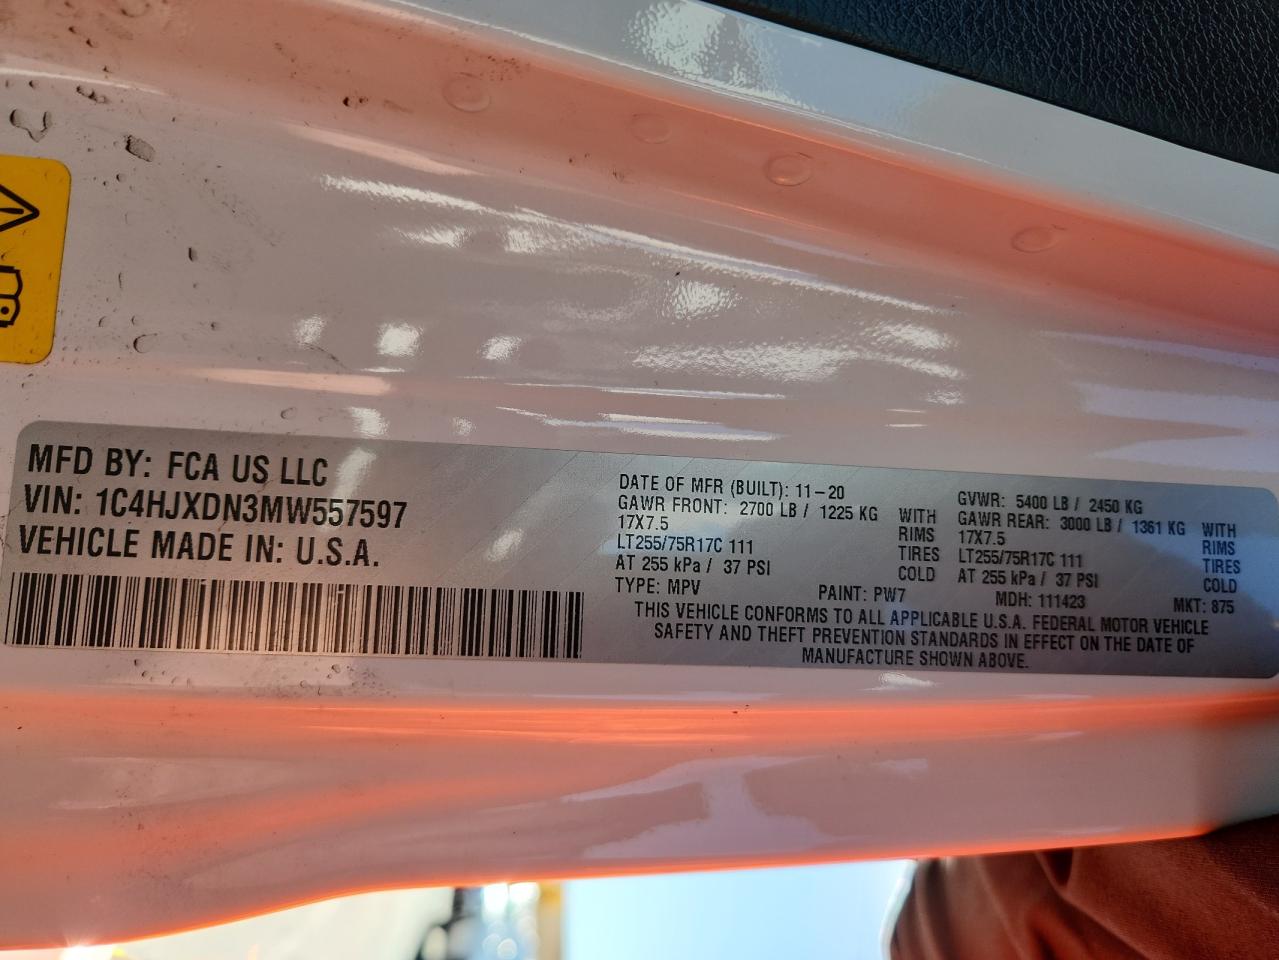 MFD BY: FCA US LLC
VIN: 1C4HJXDN3MW557597
VEHICLE MADE IN: U.S.A.
DATE OF MFR (BUILT): 11-20
GAWR FRONT: 2700 LB / 1225 KG WITH
17X7.5 RIMS
LT255/75R17C 111 TIRES
AT 255 kPa / 37 PSI COLD
GVWR: 5400 LB / 2450 KG
GAWR REAR: 3000 LB / 1361 KG WITH
17X7.5 RIMS
LT255/75R17C 111 TIRES
AT 255 kPa / 37 PSI COLD
TYPE: MPV PAINT: PW7 MDH: 111423 MKT: 875
THIS VEHICLE CONFORMS TO ALL APPLICABLE U.S.A. FEDERAL MOTOR VEHICLE
SAFETY AND THEFT PREVENTION STANDARDS IN EFFECT ON THE DATE OF
MANUFACTURE SHOWN ABOVE.